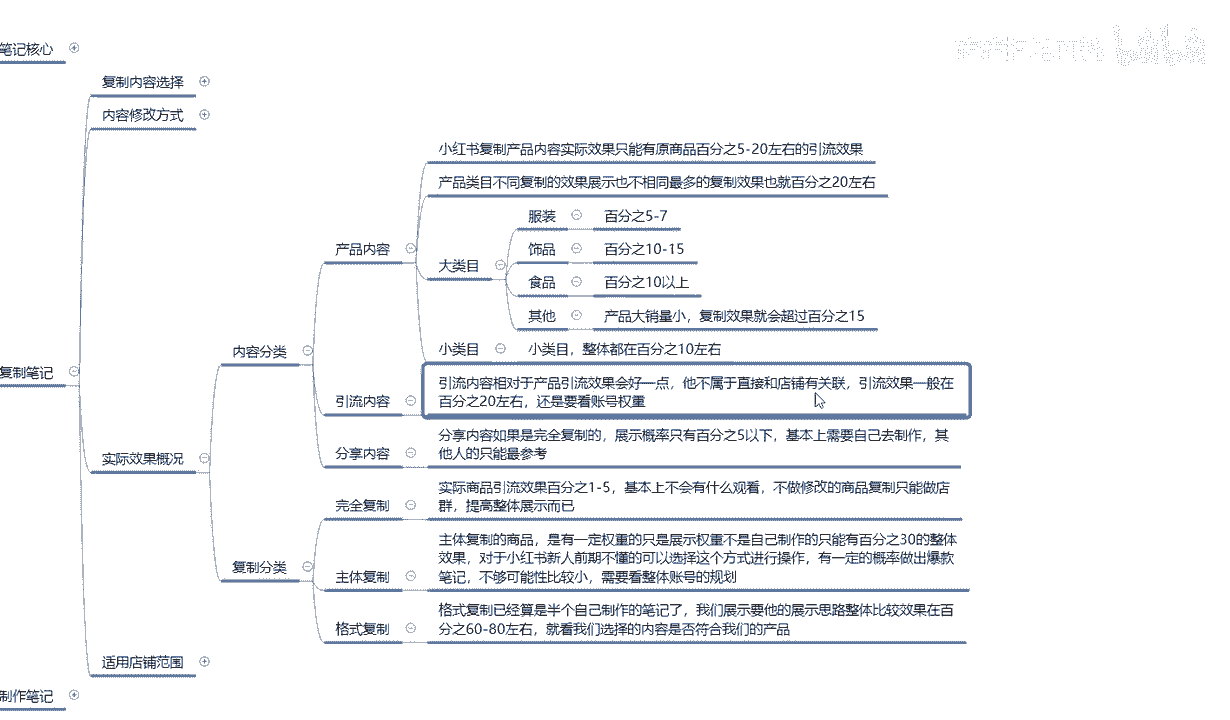 笔记核心
复制内容选择
内容修改方式
小红书复制产品内容实际效果只能有原商品百分之5-20左右的引流效果
产品类目不同复制的效果展示也不相同最多的复制效果也就百分之20左右
服装
百分之5-7
产品内容
饰品
百分之10-15
大类目
食品
百分之10以上
其他
产品大销量小，复制效果就会超过百分之15
内容分类
小类目
小类目，整体都在百分之10左右
复制笔记
引流内容
引流内容相对于产品引流效果会好一点，他不属于直接和店铺有关联，引流效果一般在
百分之20左右，还是要看账号权重
实际效果概况
分享内容
分享内容如果是完全复制的，展示概率只有百分之5以下，基本上需要自己去制作，其
他人的只能最参考
完全复制
实际商品引流效果百分之1-5，基本上不会有什么观看，不做修改的商品复制只能做店
群，提高整体展示而已
复制分类
主体复制
主体复制的商品，是有一定权重的只是展示权重不是自己制作的只能有百分之30的整体
效果，对于小红书新人前期不懂的可以选择这个方式进行操作，有一定的概率做出爆款
笔记，不够可能性比较小，需要看整体账号的规划
格式复制
格式复制已经算是半个自己制作的笔记了，我们展示要他的展示思路整体比较效果在百
分之60-80左右，就看我们选择的内容是否符合我们的产品
适用店铺范围
制作笔记